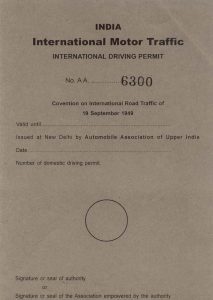 INDIA
International Motor Traffic
INTERNATIONAL DRIVING PERMIT
No. A.A. .............. 6300
Covention on International Road Traffic of
19 September 1949
Valid until
Issued at New Delhi by Automobile Association of Upper India
Date
Number of domestic driving permit.
Signature or seal of authority
or
Signature or seal of the Association empowered by the authority